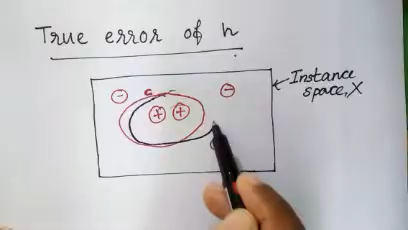 True error of h
Instance
space, X
- c -
+ +